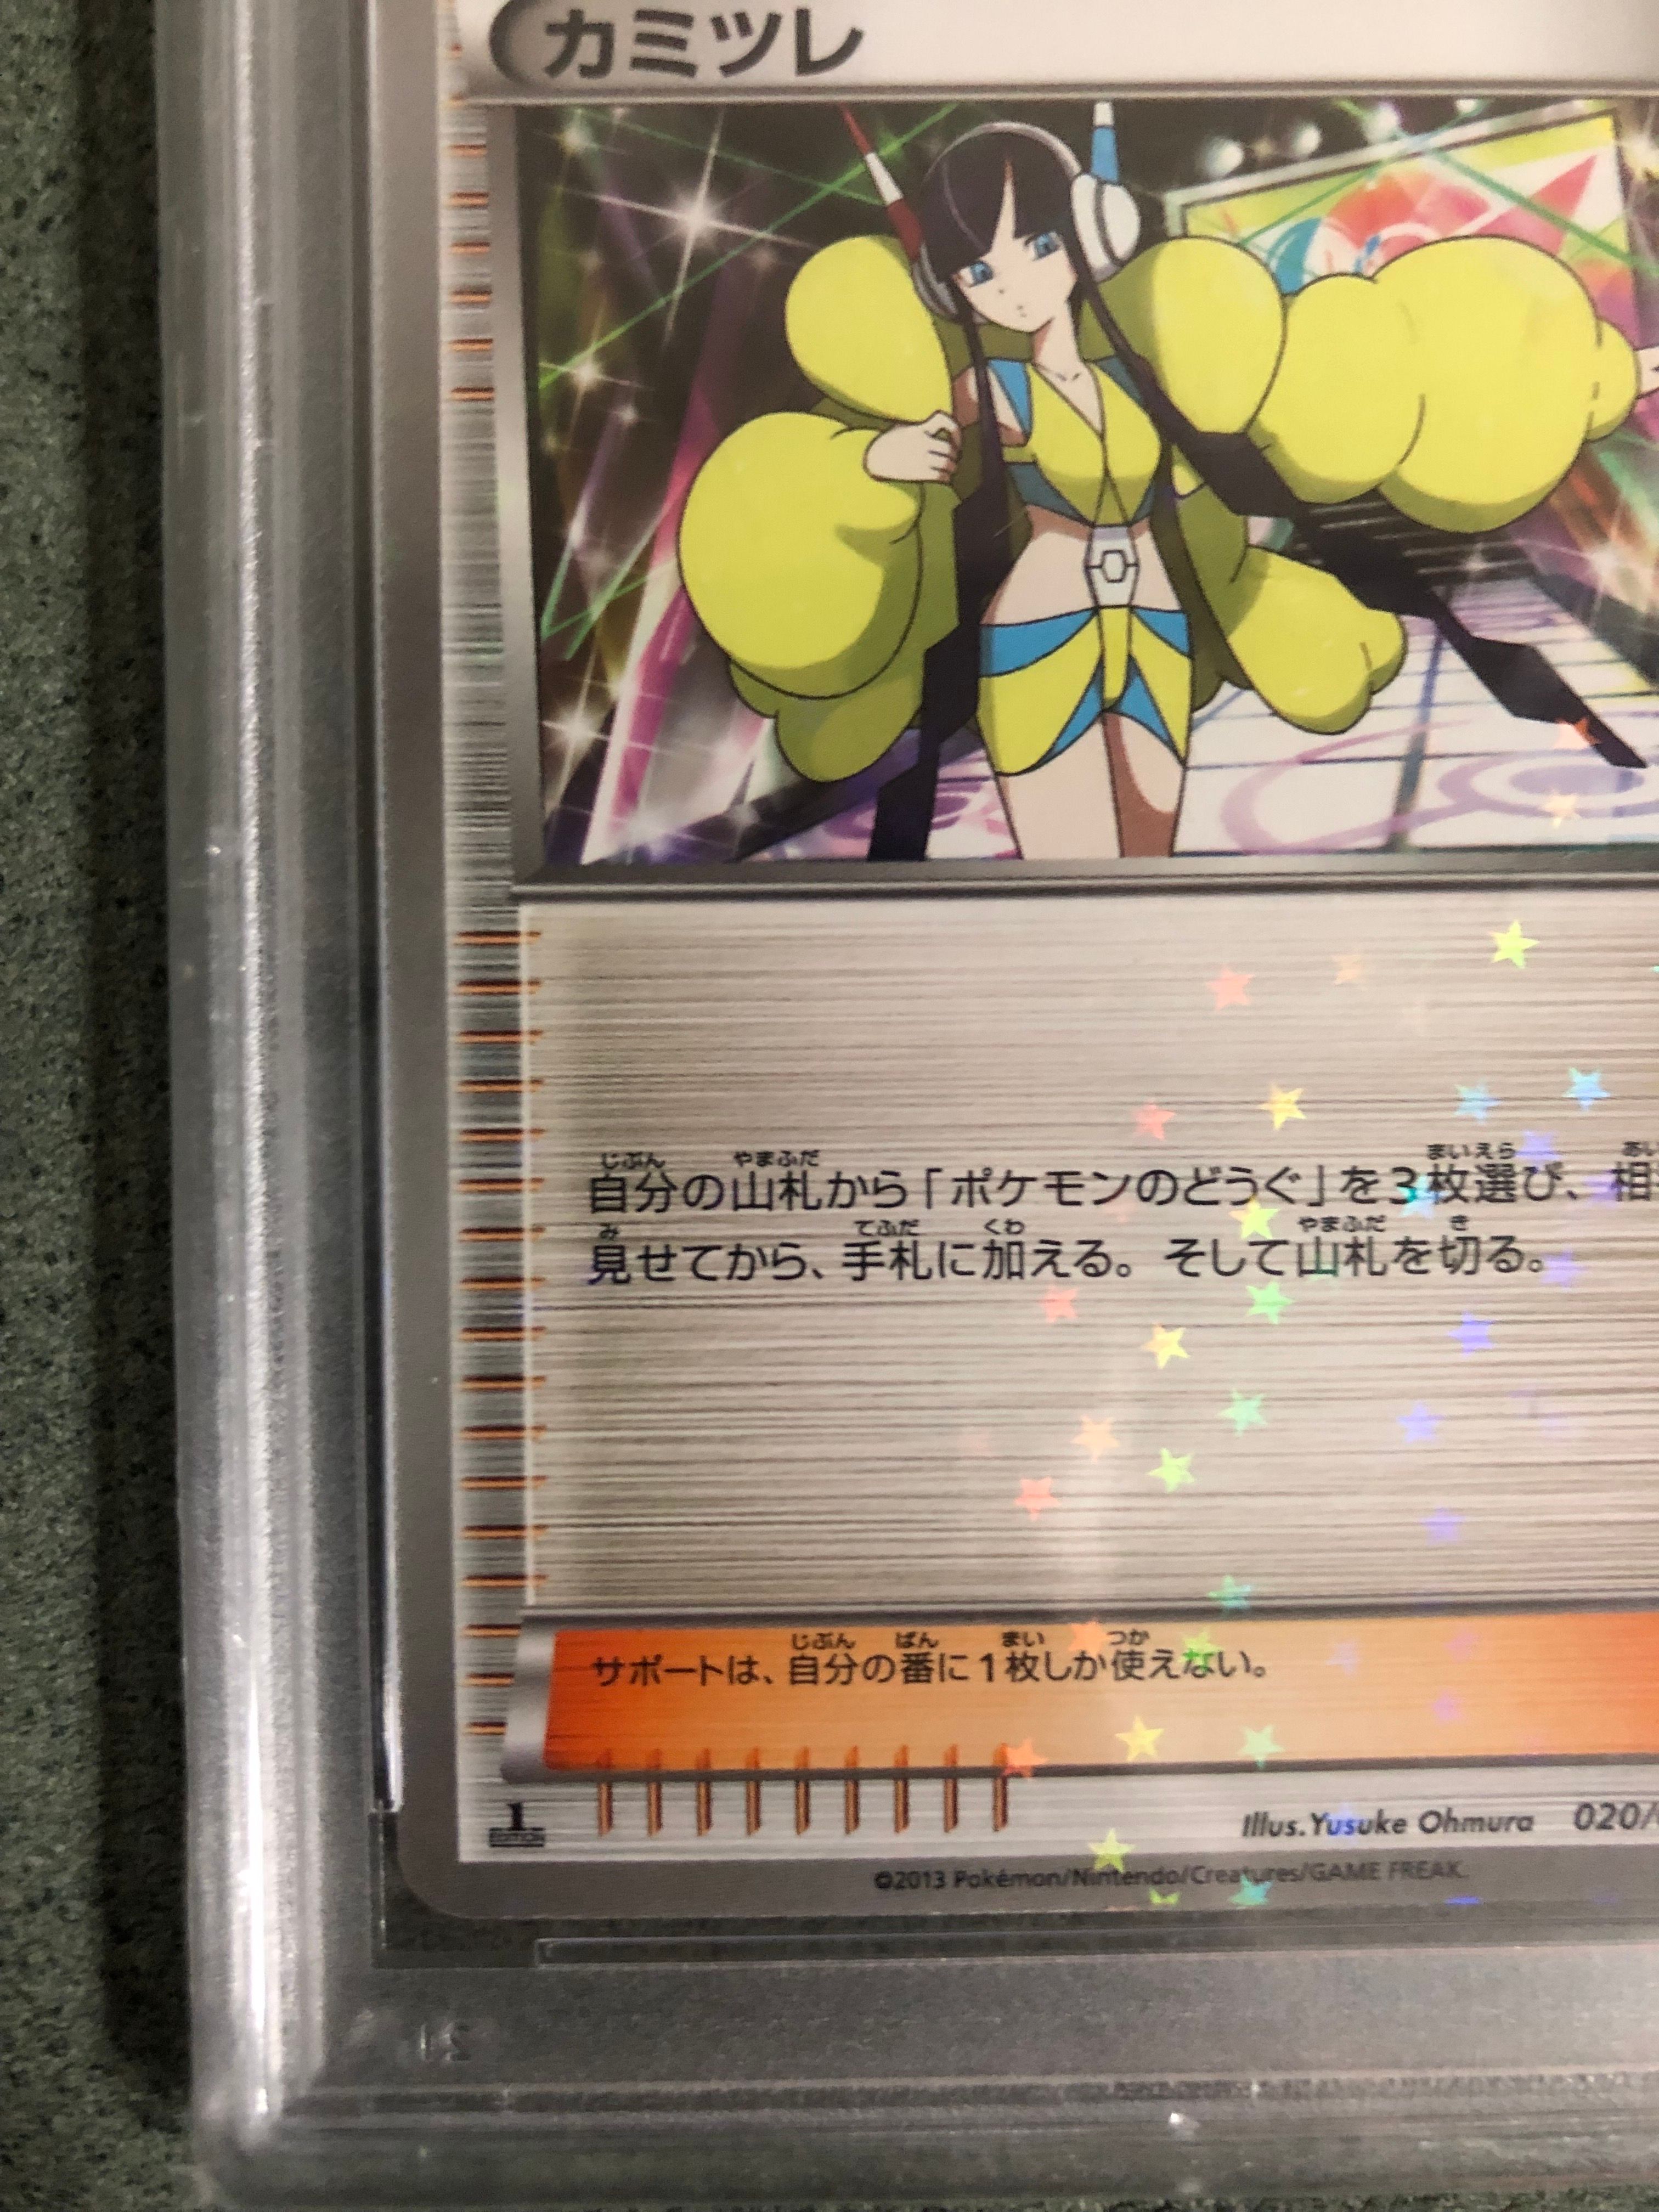 カミツレ
自分の山札から「ポケモンのどうぐ」を3枚選び、相
見せてから、手札に加える。そして山札を切る。
サポートは、自分の番に1枚しか使えない。
1 EDITION
Illus. Yusuke Ohmura 020/
©2013 Pokémon/Nintendo/Creatures/GAME FREAK.